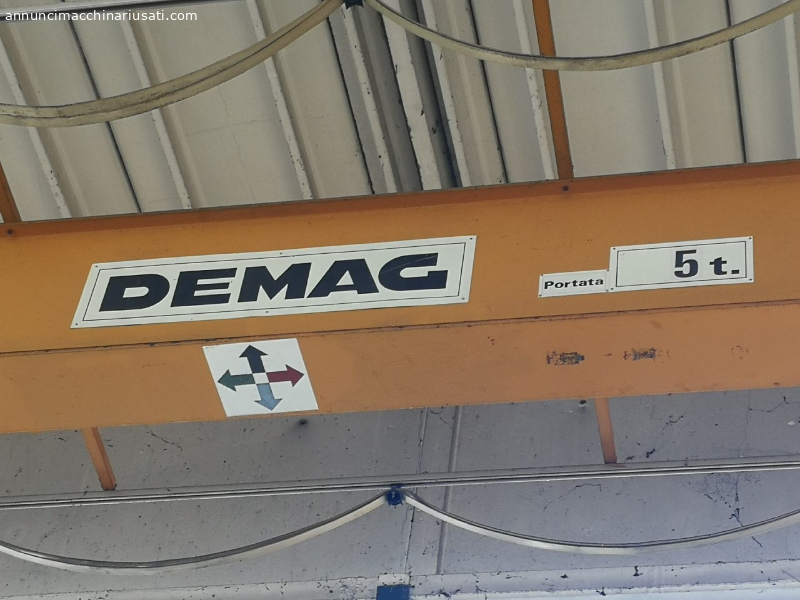 annuncimacchinariusati.com
DEMAG
Portata 5 t.